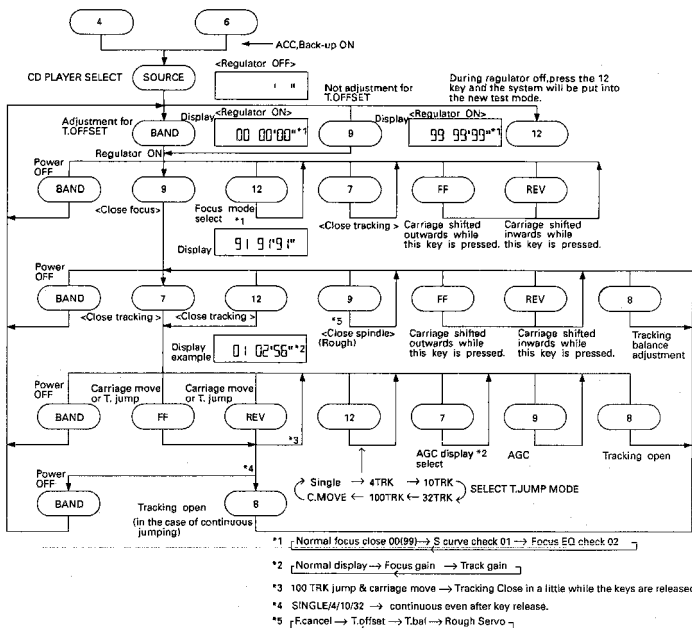 4 6
ACC,Back-up ON
<Regulator OFF>
CD PLAYER SELECT SOURCE ' "
Not adjustment for T.OFFSET
During ragulator off,press the 12 key and the system will be put into the new test mode.
Adjustment for T.OFFSET
BAND
Display <Regulator ON> 00 00'00" *1
9
Display <Regulator ON> 99 99'99" *1
12
Regulator ON
Power OFF
BAND 9 12 7 FF REV
<Close focus>
Focus mode select *1
<Close tracking >
Carriage shifted outwards while this key is pressed.
Carriage shifted inwards while this key is pressed.
Display 91 91'91"
Power OFF
BAND 7 12 9 FF REV 8
<Close tracking >
<Close tracking >
*5 <Close spindle> (Rough)
Carriage shifted outwards while this key is pressed.
Carriage shifted inwards while this key is pressed.
Tracking balance adjustment
Display example 01 02'56" *2
Power OFF
Carriage move or T. jump
Carriage move or T. jump
BAND FF REV 12 7 9 8
*3
AGC display *2 select
AGC
Tracking open
*4
Single → 4TRK → 10TRK
C.MOVE ← 100TRK ← 32TRK
SELECT T.JUMP MODE
Power OFF
BAND 8
Tracking open
(in the case of continuous jumping)
*1 Normal focus close 00(99) → S curve check 01 → Focus EQ check 02
*2 Normal display → Focus gain → Track gain
*3 100 TRK jump & carriage move → Tracking Close in a little while the keys are released
*4 SINGLE/4/10/32 → continuous even after key release.
*5 F.cancel → T.offset → T.bal → Rough Servo